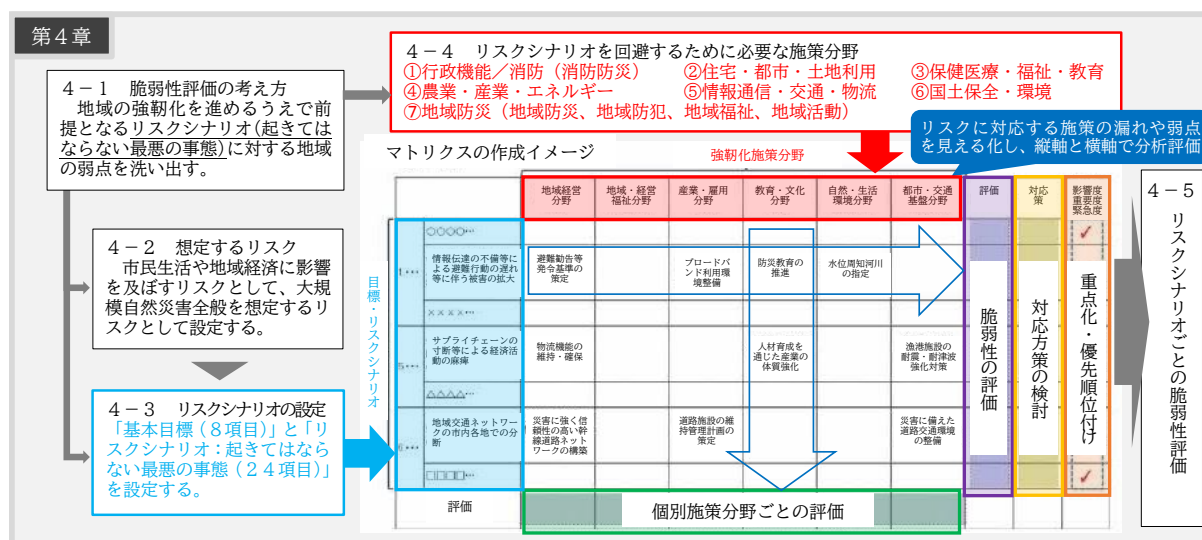 第4章
4－4　リスクシナリオを回避するために必要な施策分野
①行政機能／消防（消防防災）　②住宅・都市・土地利用　③保健医療・福祉・教育
④農業・産業・エネルギー　⑤情報通信・交通・物流　⑥国土保全・環境
⑦地域防災（地域防災、地域防犯、地域福祉、地域活動）
4－1　脆弱性評価の考え方
地域の強靭化を進めるうえで前
提となるリスクシナリオ(起きては
ならない最悪の事態)に対する地域
の弱点を洗い出す。
4－2　想定するリスク
市民生活や地域経済に影響
を及ぼすリスクとして、大規
模自然災害全般を想定するリ
スクとして設定する。
4－3　リスクシナリオの設定
「基本目標（8項目）」と「リ
スクシナリオ：起きてはなら
ない最悪の事態（24項目）」
を設定する。
リスクに対応する施策の漏れや弱点
を見える化し、縦軸と横軸で分析評価
マトリクスの作成イメージ
強靭化施策分野
地域経営
分野
地域・経営
福祉分野
産業・雇用
分野
教育・文化
分野
自然・生活
環境分野
都市・交通
基盤分野
評価
対応
策
影響度
重要度
緊急度
目標・リスクシナリオ
○○○○…
✓
1…
情報伝達の不備等に
よる避難行動の遅れ
等に伴う被害の拡大
避難勧告等
発令基準の
策定
ブロードバ
ンド利用環
境整備
防災教育の
推進
水位周知河川
の指定
××××…
5…
サプライチェーンの
寸断等による経済活
動の麻痺
物流機能の
維持・確保
人材育成を
通じた産業の
体質強化
漁港施設の
耐震・耐津波
強化対策
△△△△…
6…
地域交通ネットワー
クの市内各地での分
断
災害に強く信
頼性の高い幹
線道路ネット
ワークの構築
道路施設の維
持管理計画の
策定
災害に備えた
道路交通環境
の整備
□□□□…
✓
評価
個別施策分野ごとの評価
脆弱性の評価
対応方策の検討
重点化・優先順位付け
4－5
リスクシナリオごとの脆弱性評価